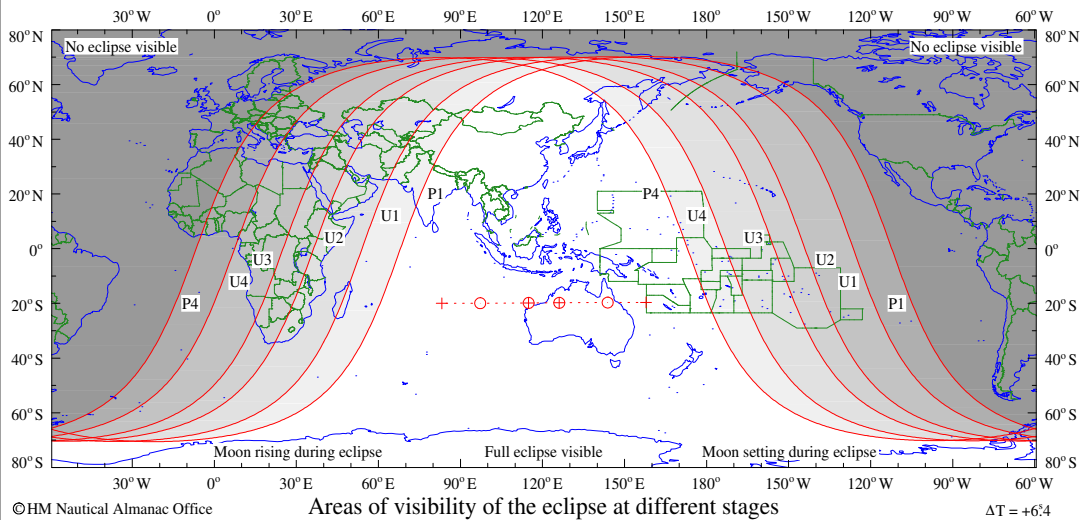 30°W 0° 30°E 60°E 90°E 120°E 150°E 180° 150°W 120°W 90°W 60°W
80°N 80°N
No eclipse visible No eclipse visible
60°N 60°N
40°N 40°N
20°N P1 P4 20°N
U1 U4
U2 U3
0° 0°
U3 U2
U4 U1
P4 P1
20°S 20°S
40°S 40°S
60°S 60°S
Moon rising during eclipse Full eclipse visible Moon setting during eclipse
80°S 80°S
30°W 0° 30°E 60°E 90°E 120°E 150°E 180° 150°W 120°W 90°W 60°W
©HM Nautical Almanac Office Areas of visibility of the eclipse at different stages ΔT = +6ˢ.4